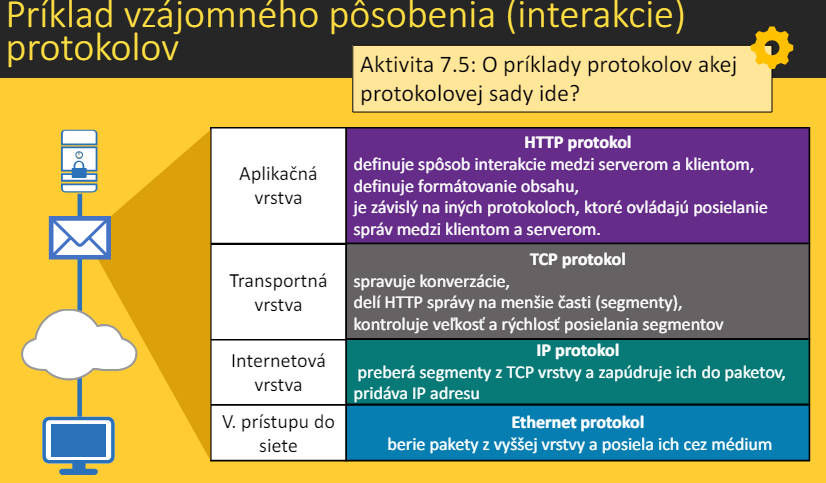 Príklad vzájomného pôsobenia (interakcie)
protokolov
Aktivita 7.5: O príklady protokolov akej
protokolovej sady ide?
Aplikačná
vrstva
HTTP protokol
definuje spôsob interakcie medzi serverom a klientom,
definuje formátovanie obsahu,
je závislý na iných protokoloch, ktoré ovládajú posielanie
správ medzi klientom a serverom.
Transportná
vrstva
TCP protokol
spravuje konverzácie,
delí HTTP správy na menšie časti (segmenty),
kontroluje veľkosť a rýchlosť posielania segmentov
Internetová
vrstva
IP protokol
preberá segmenty z TCP vrstvy a zapúdruje ich do paketov,
pridáva IP adresu
V. prístupu do
siete
Ethernet protokol
berie pakety z vyššej vrstvy a posiela ich cez médium